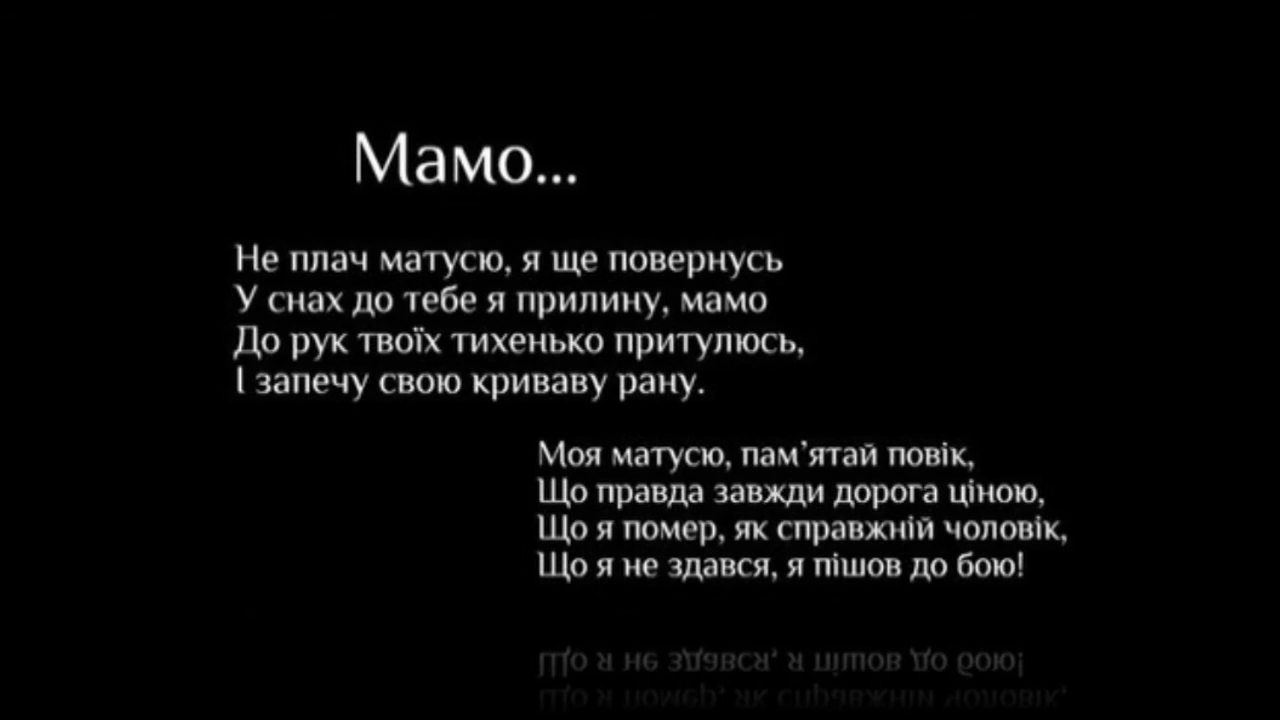 Мамо...
Не плач матусю, я ще повернусь
У снах до тебе я прилину, мамо
До рук твоїх тихенько притулюсь,
І запечу свою криваву рану.
Моя матусю, пам’ятай повік,
Що правда завжди дорога ціною,
Що я помер, як справжній чоловік,
Що я не здався, я пішов до бою!